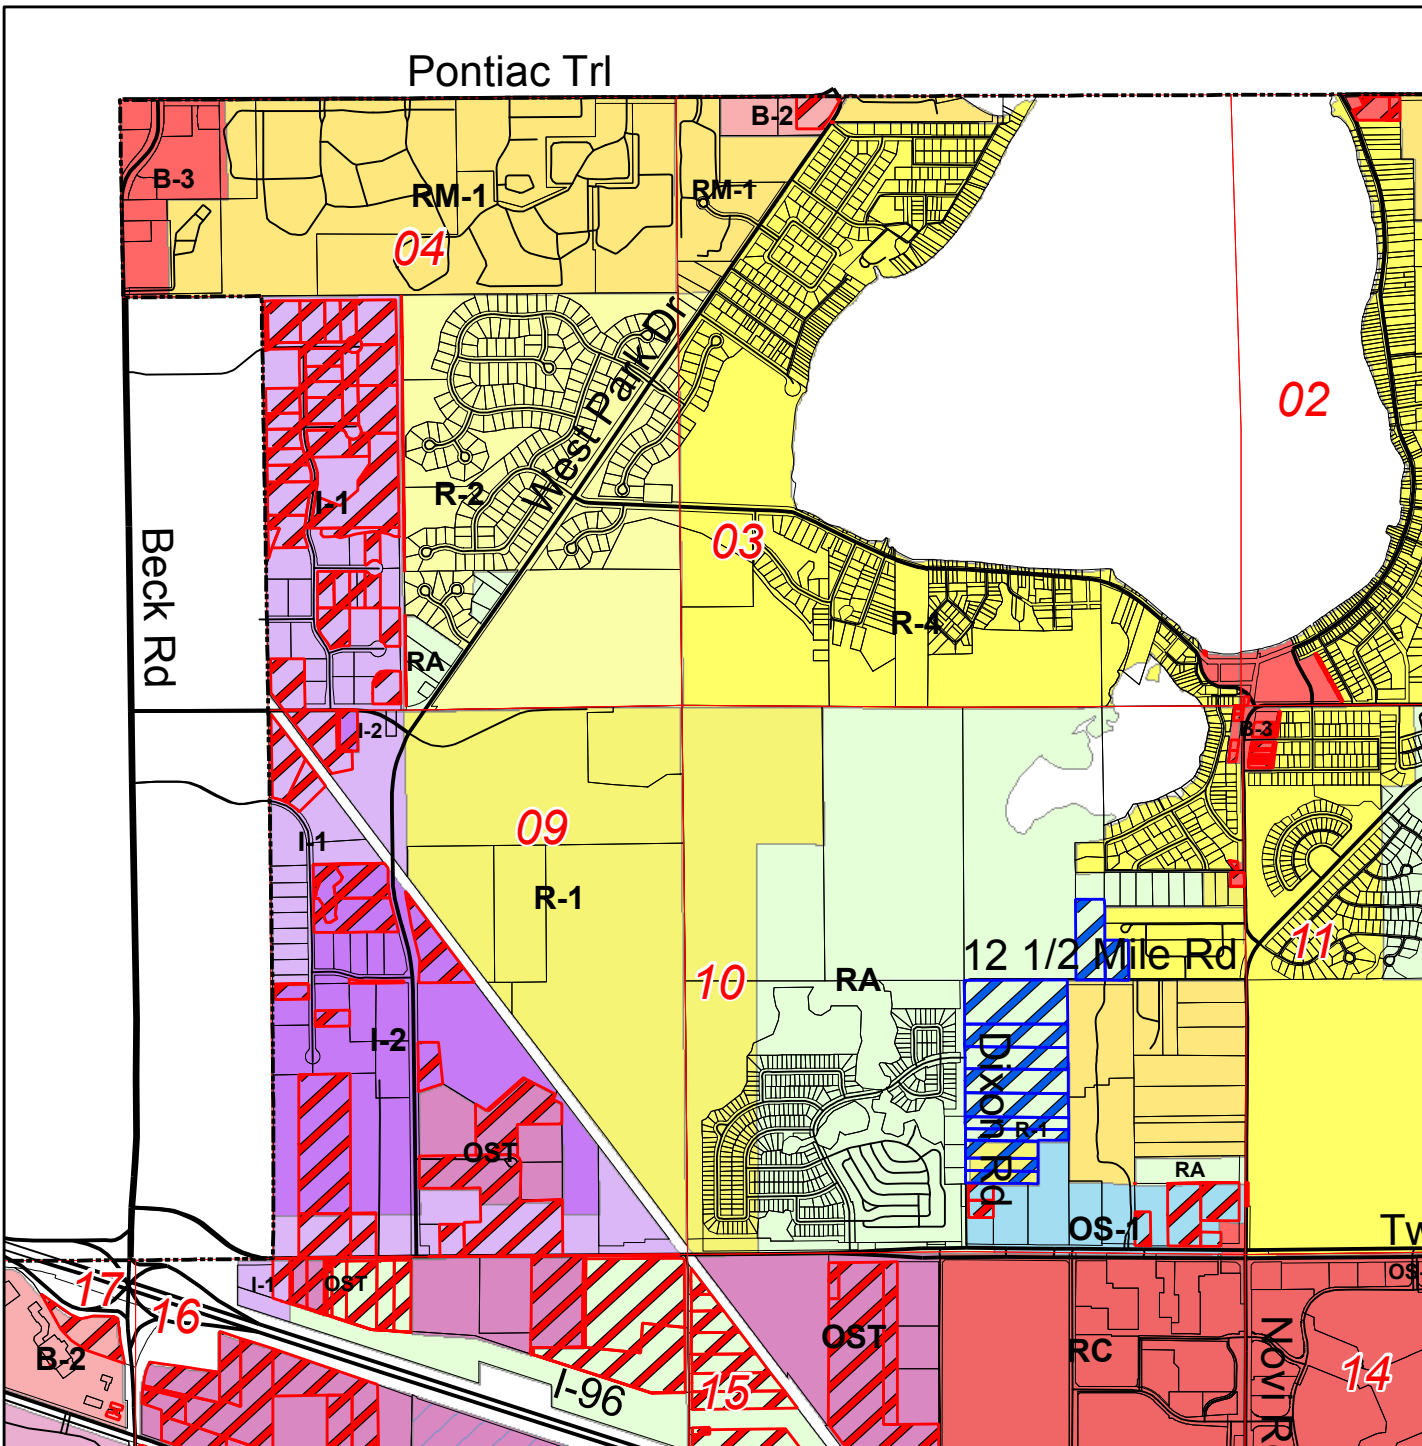 Pontiac Trl
B-2
B-3
RM-1
RM-1
04
West Park Dr
02
I-1
R-2
03
Beck Rd
R-4
RA
I-2
B-3
09
I-1
R-1
11
12 1/2 Mile Rd
10
RA
I-2
Dixon Rd
R-1
OST
RA
OS-1
Tw
17
I-1
OST
OS-
16
OST
RC
Novi R
B-2
I-96
15
14